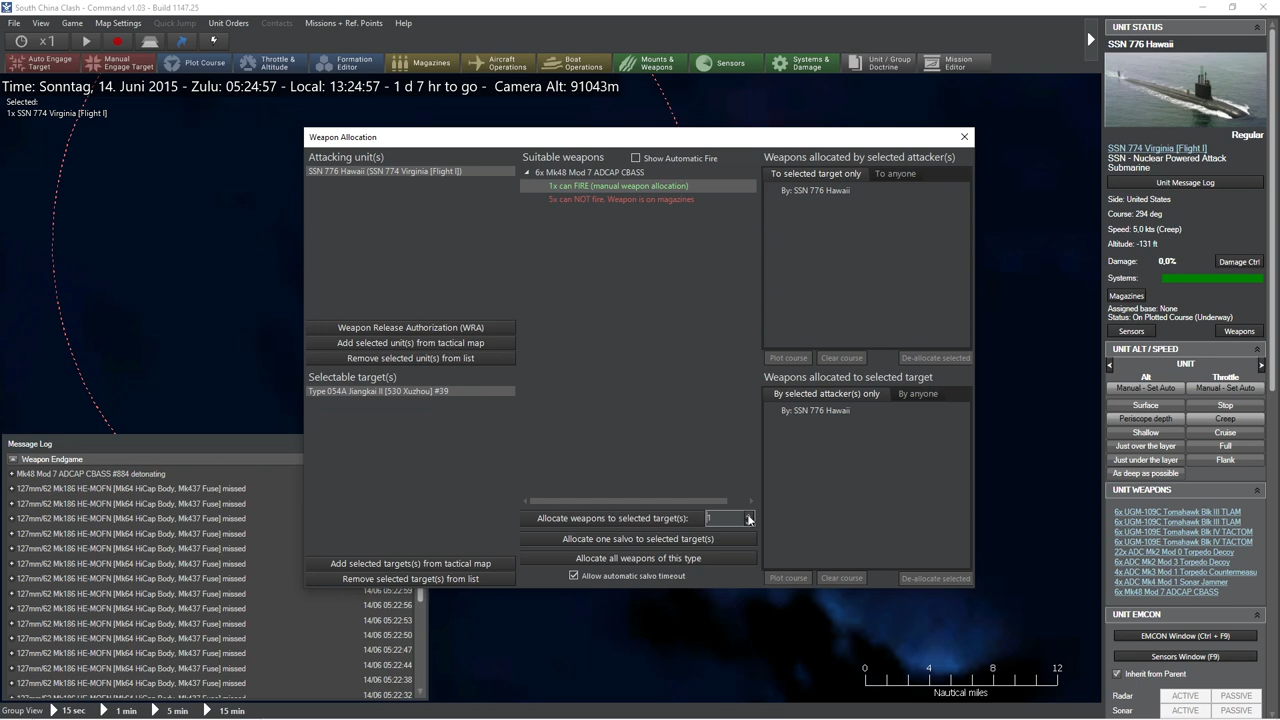 South China Clash - Command v1.03 - Build 1147.25
File View Game Map Settings Quick Jump Unit Orders Contacts Missions + Ref. Points Help
x1
Auto Engage Target
Manual Engage Target
Plot Course
Throttle & Altitude
Formation Editor
Magazines
Aircraft Operations
Boat Operations
Mounts & Weapons
Sensors
Systems & Damage
Unit / Group Doctrine
Mission Editor
Time: Sonntag, 14. Juni 2015 - Zulu: 05:24:57 - Local: 13:24:57 - 1 d 7 hr to go - Camera Alt: 91043m
Selected:
1x SSN 774 Virginia [Flight I]
Weapon Allocation
Attacking unit(s)
SSN 776 Hawaii (SSN 774 Virginia [Flight I])
Weapon Release Authorization (WRA)
Add selected unit(s) from tactical map
Remove selected unit(s) from list
Selectable target(s)
Type 054A Jiangkai II [530 Xuzhou] #39
Add selected targets(s) from tactical map
Remove selected target(s) from list
Suitable weapons
Show Automatic Fire
6x Mk48 Mod 7 ADCAP CBASS
1x can FIRE (manual weapon allocation)
5x can NOT fire. Weapon is on magazines
Allocate weapons to selected target(s): 1
Allocate one salvo to selected target(s)
Allocate all weapons of this type
Allow automatic salvo timeout
Weapons allocated by selected attacker(s)
To selected target only To anyone
By: SSN 776 Hawaii
Plot course Clear course De-allocate selected
Weapons allocated to selected target
By selected attacker(s) only By anyone
By: SSN 776 Hawaii
Plot course Clear course De-allocate selected
Message Log
Weapon Endgame
Mk48 Mod 7 ADCAP CBASS #884 detonating
127mm/62 Mk186 HE-MOFN [Mk64 HiCap Body, Mk437 Fuse] missed
127mm/62 Mk186 HE-MOFN [Mk64 HiCap Body, Mk437 Fuse] missed
127mm/62 Mk186 HE-MOFN [Mk64 HiCap Body, Mk437 Fuse] missed
127mm/62 Mk186 HE-MOFN [Mk64 HiCap Body, Mk437 Fuse] missed
127mm/62 Mk186 HE-MOFN [Mk64 HiCap Body, Mk437 Fuse] missed
127mm/62 Mk186 HE-MOFN [Mk64 HiCap Body, Mk437 Fuse] missed
127mm/62 Mk186 HE-MOFN [Mk64 HiCap Body, Mk437 Fuse] missed
127mm/62 Mk186 HE-MOFN [Mk64 HiCap Body, Mk437 Fuse] missed 14/06 05:22:59
127mm/62 Mk186 HE-MOFN [Mk64 HiCap Body, Mk437 Fuse] missed 14/06 05:22:56
127mm/62 Mk186 HE-MOFN [Mk64 HiCap Body, Mk437 Fuse] missed 14/06 05:22:53
127mm/62 Mk186 HE-MOFN [Mk64 HiCap Body, Mk437 Fuse] missed 14/06 05:22:50
127mm/62 Mk186 HE-MOFN [Mk64 HiCap Body, Mk437 Fuse] missed 14/06 05:22:47
127mm/62 Mk186 HE-MOFN [Mk64 HiCap Body, Mk437 Fuse] missed 14/06 05:22:44
127mm/62 Mk186 HE-MOFN [Mk64 HiCap Body, Mk437 Fuse] missed 14/06 05:22:38
127mm/62 Mk186 HE-MOFN [Mk64 HiCap Body, Mk437 Fuse] missed 14/06 05:22:32
0 4 8 12
Nautical miles
Group View 15 sec 1 min 5 min 15 min
UNIT STATUS
SSN 776 Hawaii
Regular
SSN 774 Virginia [Flight I]
SSN - Nuclear Powered Attack
Submarine
Unit Message Log
Side: United States
Course: 294 deg
Speed: 5,0 kts (Creep)
Altitude: -131 ft
Damage: 0,0% Damage Ctrl
Systems:
Magazines
Assigned base: None
Status: On Plotted Course (Underway)
Sensors Weapons
UNIT ALT / SPEED
UNIT
Alt Throttle
Manual - Set Auto Manual - Set Auto
Surface Stop
Periscope depth Creep
Shallow Cruise
Just over the layer Full
Just under the layer Flank
As deep as possible
UNIT WEAPONS
6x UGM-109C Tomahawk Blk III TLAM
6x UGM-109C Tomahawk Blk III TLAM
6x UGM-109E Tomahawk Blk IV TACTOM
6x UGM-109E Tomahawk Blk IV TACTOM
22x ADC Mk2 Mod 0 Torpedo Decoy
6x ADC Mk2 Mod 3 Torpedo Decoy
4x ADC Mk3 Mod 1 Torpedo Countermeasu
4x ADC Mk4 Mod 1 Sonar Jammer
6x Mk48 Mod 7 ADCAP CBASS
UNIT EMCON
EMCON Window (Ctrl + F9)
Sensors Window (F9)
Inherit from Parent
Radar ACTIVE PASSIVE
Sonar ACTIVE PASSIVE